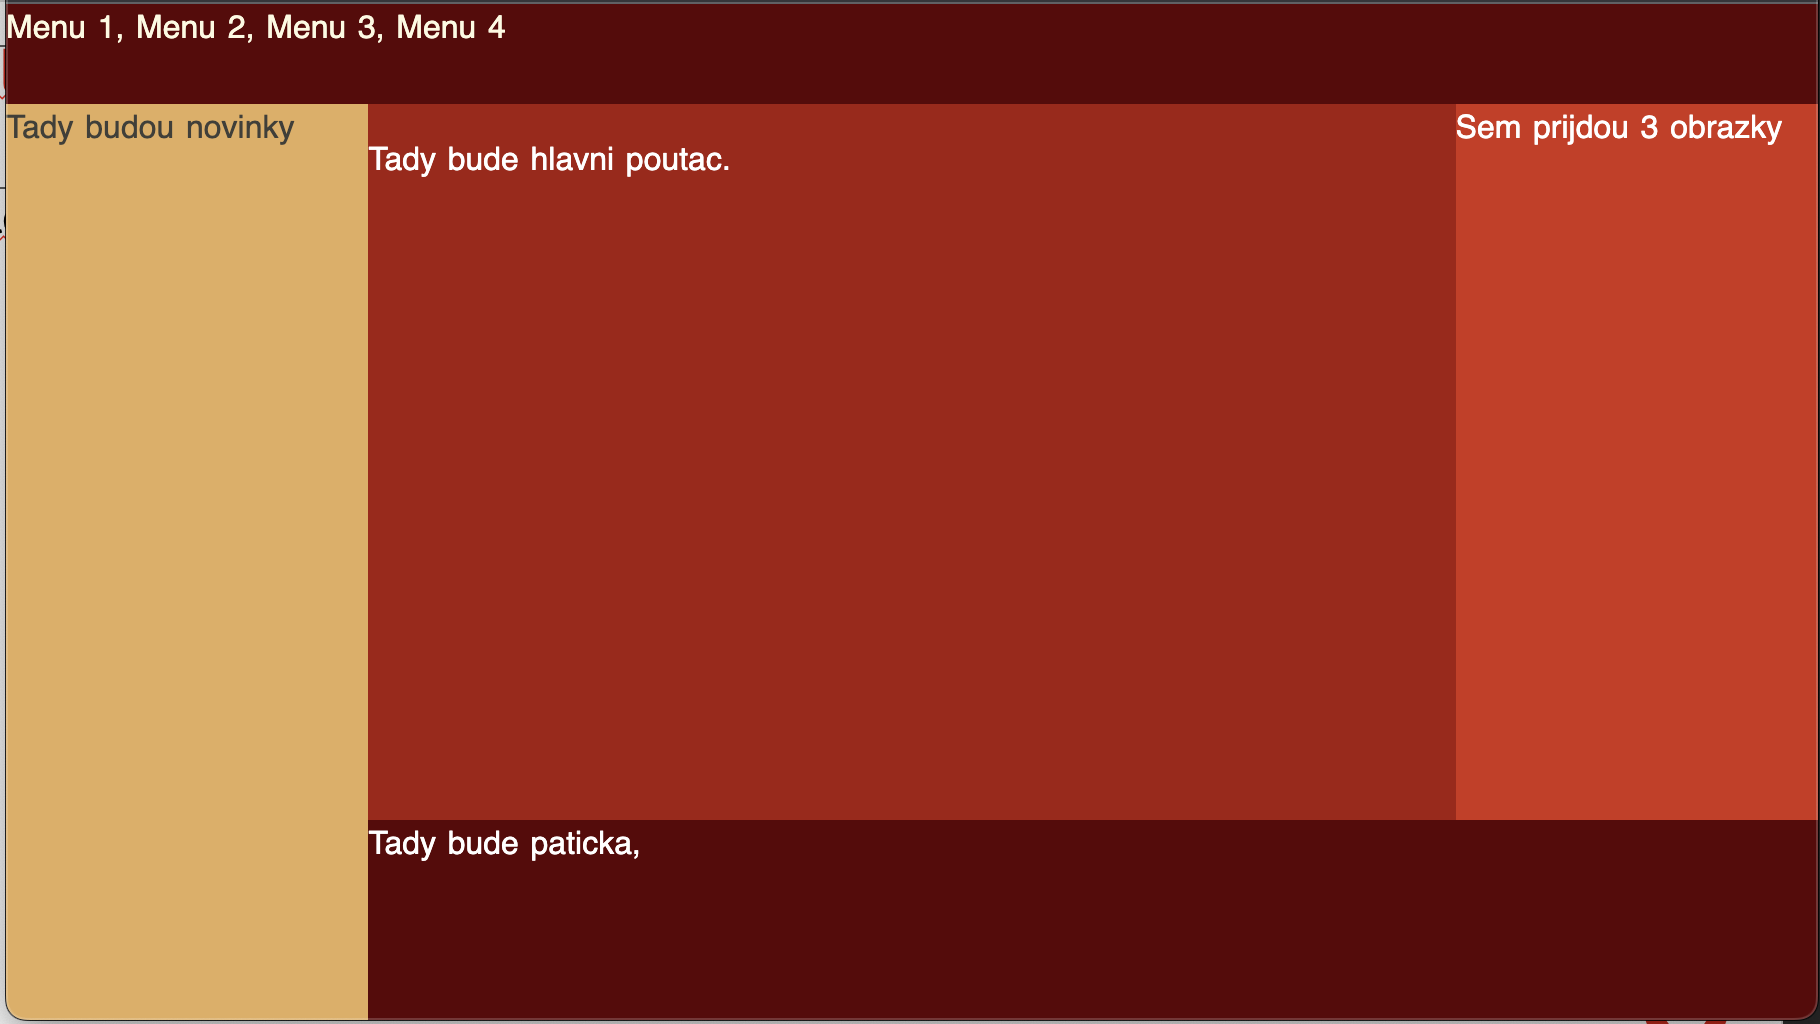 Menu 1, Menu 2, Menu 3, Menu 4
Tady budou novinky
Tady bude hlavni poutac.
Sem prijdou 3 obrazky
Tady bude paticka,